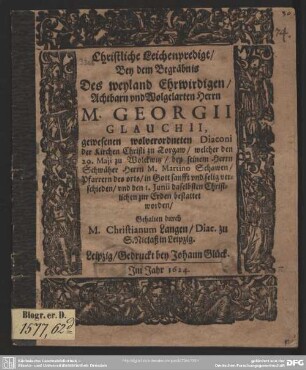 Christliche Leichenpredigt/
Bey dem Begräbnis
Des weyland Ehrwirdigen/
Achtbarn vnd Wolgelarten Herrn
M. GEORGII
GLAUCHII,
gewesenen wolverordneten Diaconi
der Kirchen Christi zu Torgaw/ welcher den
29. Maji zu Wolckwitz/ bey seinem Herrn
Schwäher Herrn M. Martino
Pfarrern des orts/ in Gott sanfft vnd selig ver-
schieden/ vnd den 1. Junii daselbsten Christ-
lichen zur Erden bestattet
worden/
Gehalten durch
M. Christianum Langen/ Diac. zu
S. Niclaß in Leipzig.
Leipzig/ Gedruckt bey Johann Glück.
Im Jahr 1624.
Biogr. er. D.
1577, 62